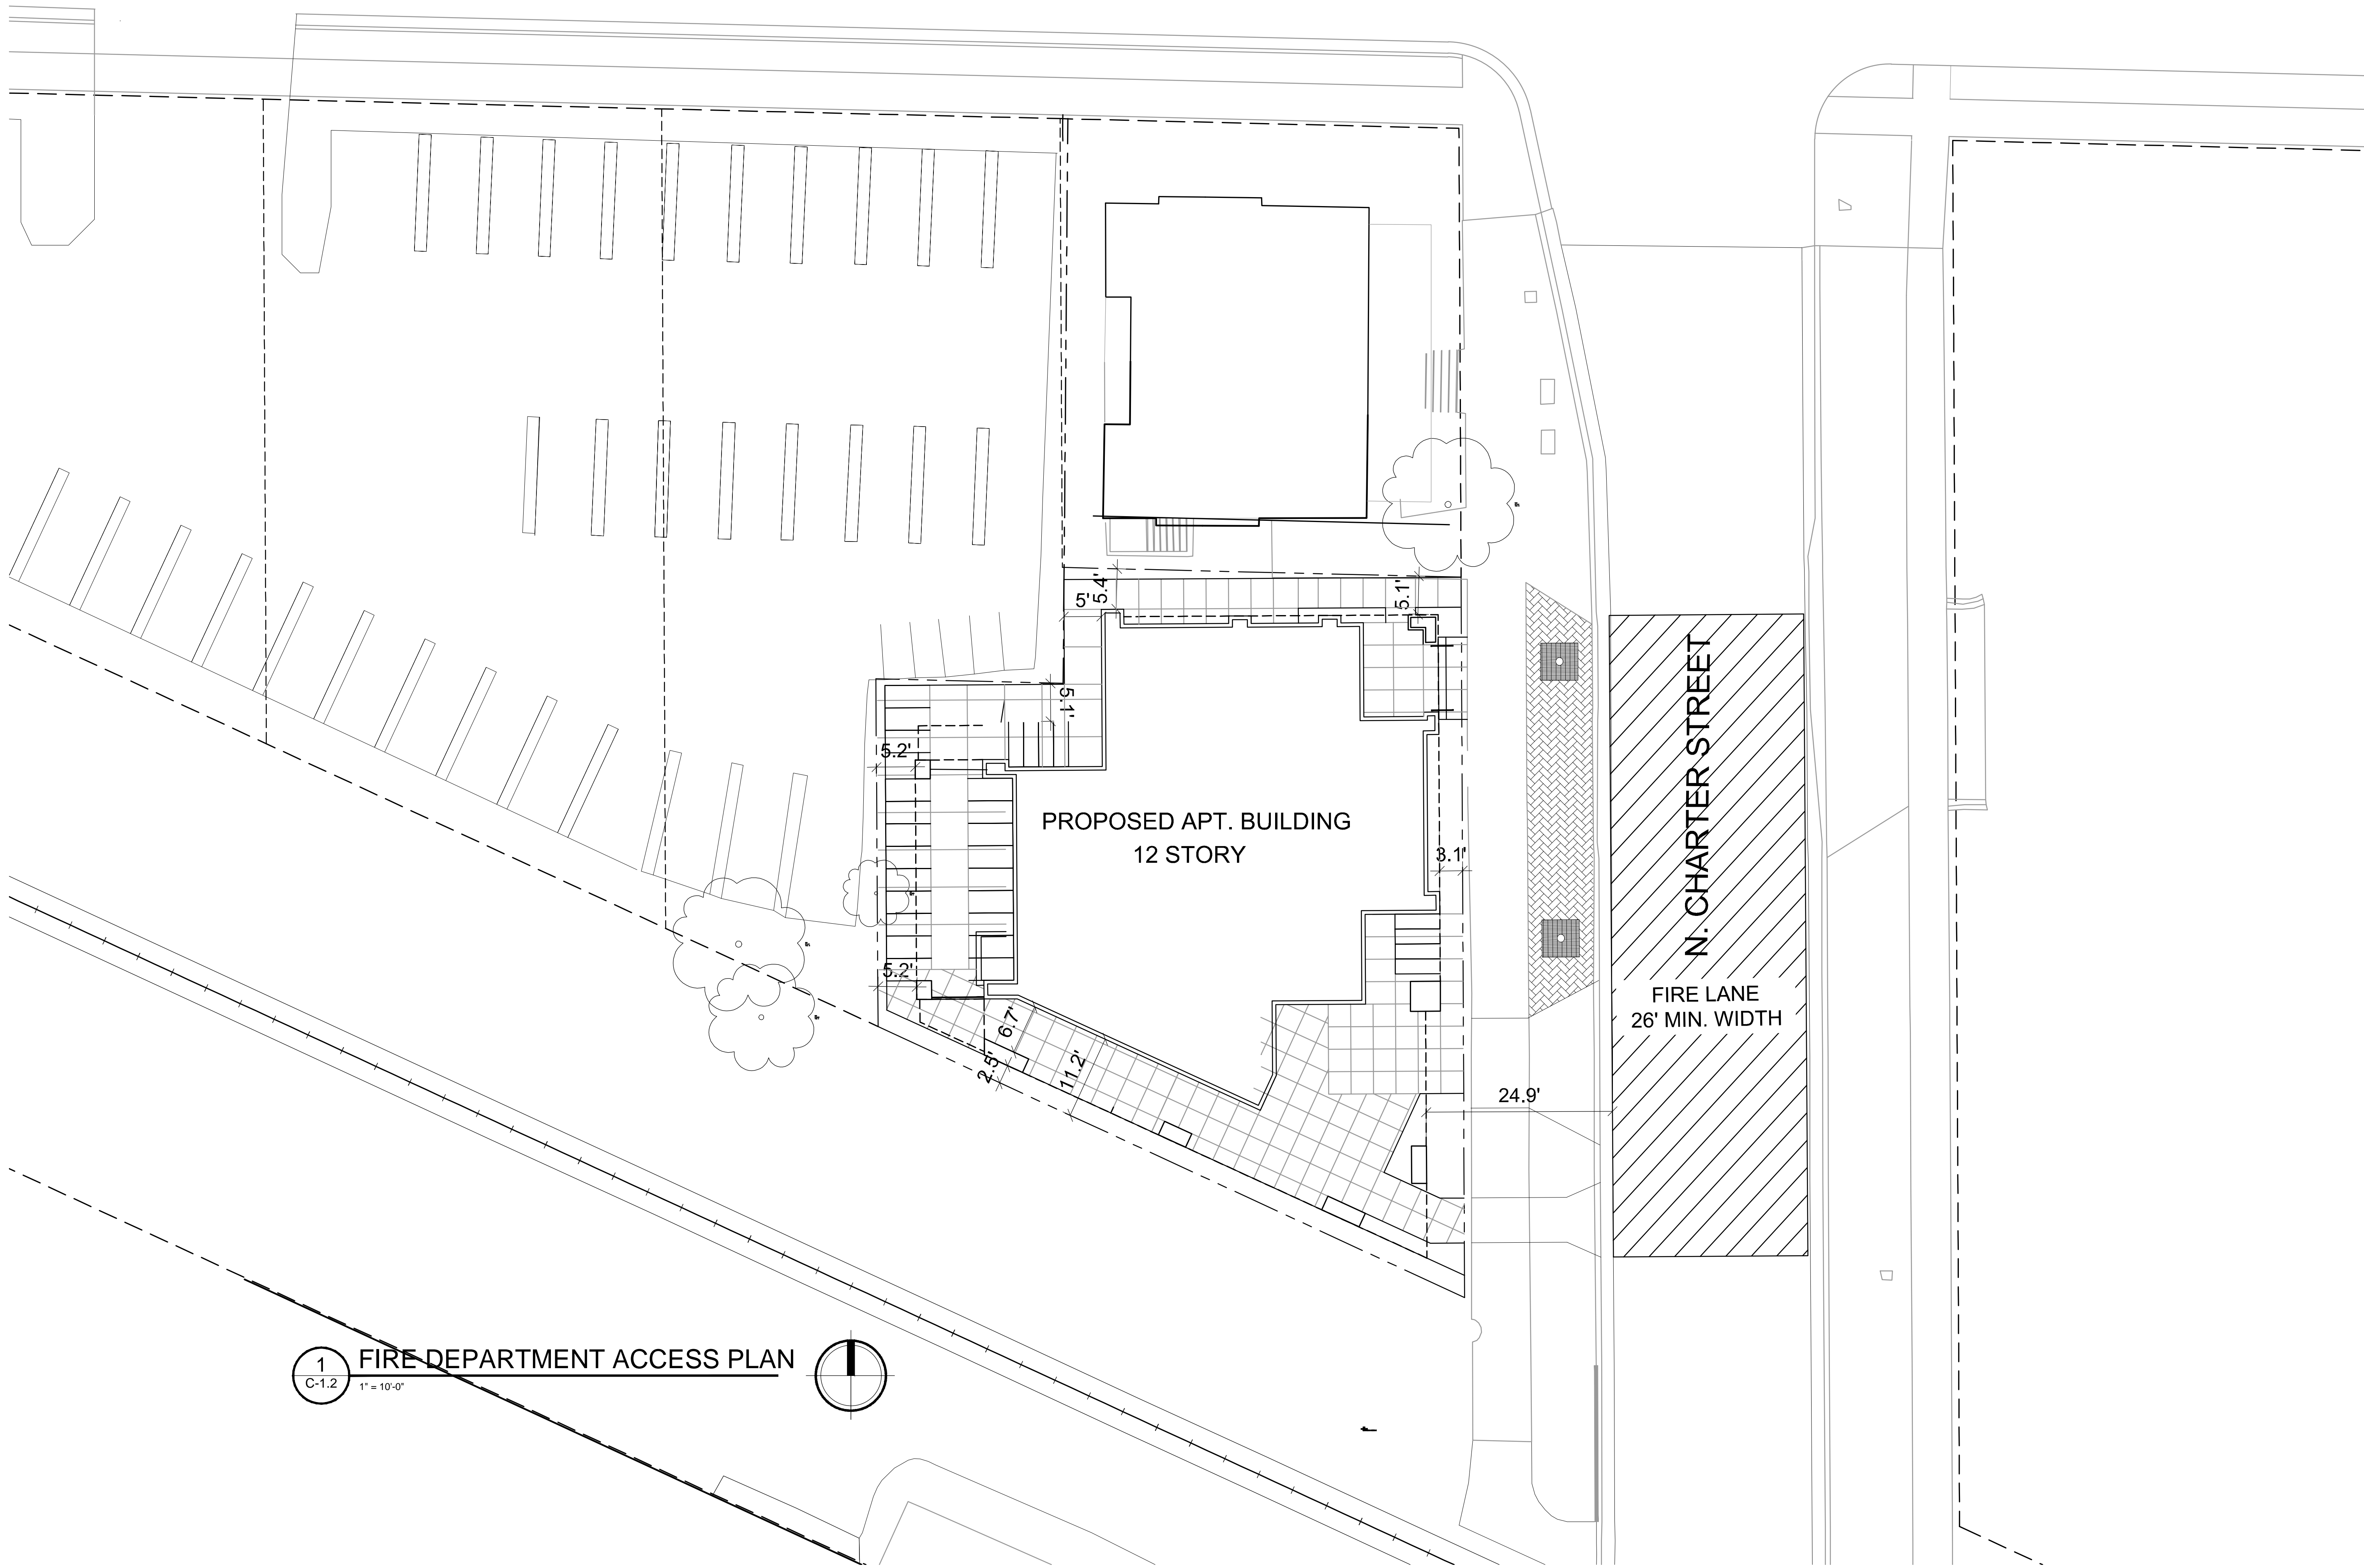 5.4'
5'
5.1'
5.1'
5.2'
PROPOSED APT. BUILDING
12 STORY
3.1'
N. CHARTER STREET
5.2'
FIRE LANE
26' MIN. WIDTH
6.7'
2.5'
11.2'
24.9'
1
C-1.2
FIRE DEPARTMENT ACCESS PLAN
1" = 10'-0"